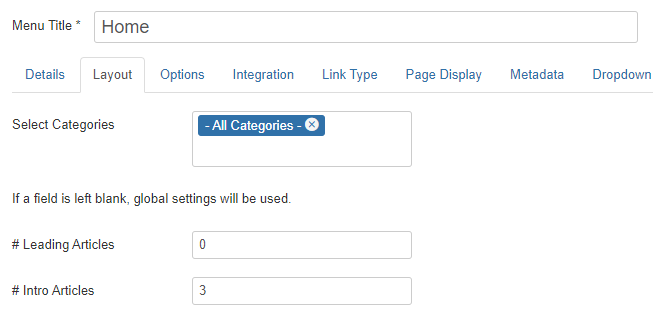 Menu Title *
Home
Details Layout Options Integration Link Type Page Display Metadata Dropdown
Select Categories
- All Categories -
If a field is left blank, global settings will be used.
# Leading Articles
0
# Intro Articles
3